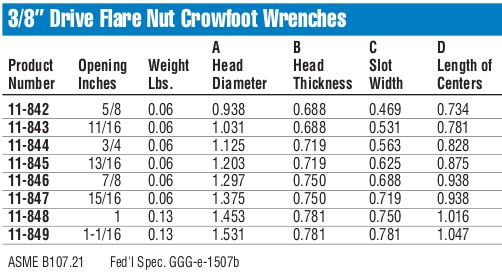 3/8" Drive Flare Nut Crowfoot Wrenches
A B C D
Product Opening Weight Head Head Slot Length of
Number Inches Lbs. Diameter Thickness Width Centers
11-842 5/8 0.06 0.938 0.688 0.469 0.734
11-843 11/16 0.06 1.031 0.688 0.531 0.781
11-844 3/4 0.06 1.125 0.719 0.563 0.828
11-845 13/16 0.06 1.203 0.719 0.625 0.875
11-846 7/8 0.06 1.297 0.750 0.688 0.938
11-847 15/16 0.06 1.375 0.750 0.719 0.938
11-848 1 0.13 1.453 0.781 0.750 1.016
11-849 1-1/16 0.13 1.531 0.781 0.781 1.047
ASME B107.21 Fed'l Spec. GGG-e-1507b